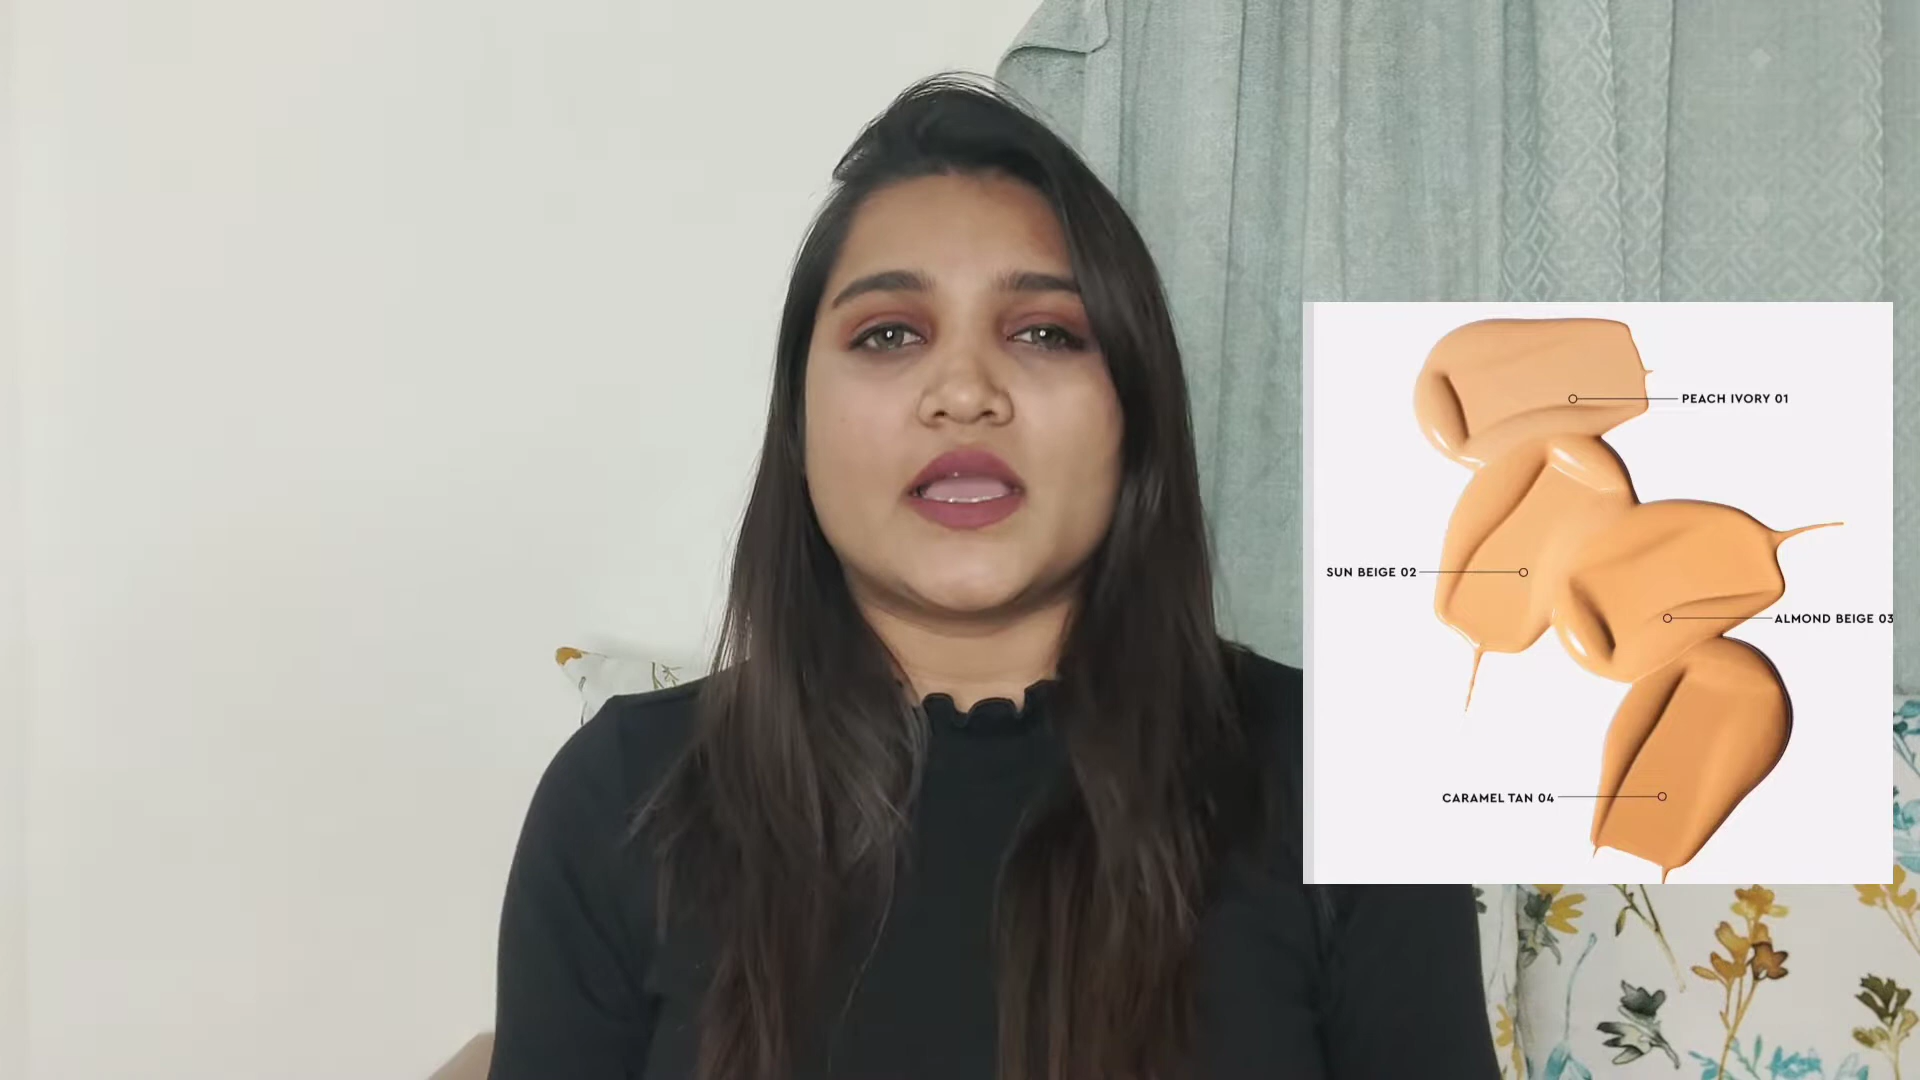 PEACH IVORY 01
SUN BEIGE 02
ALMOND BEIGE 03
CARAMEL TAN 04